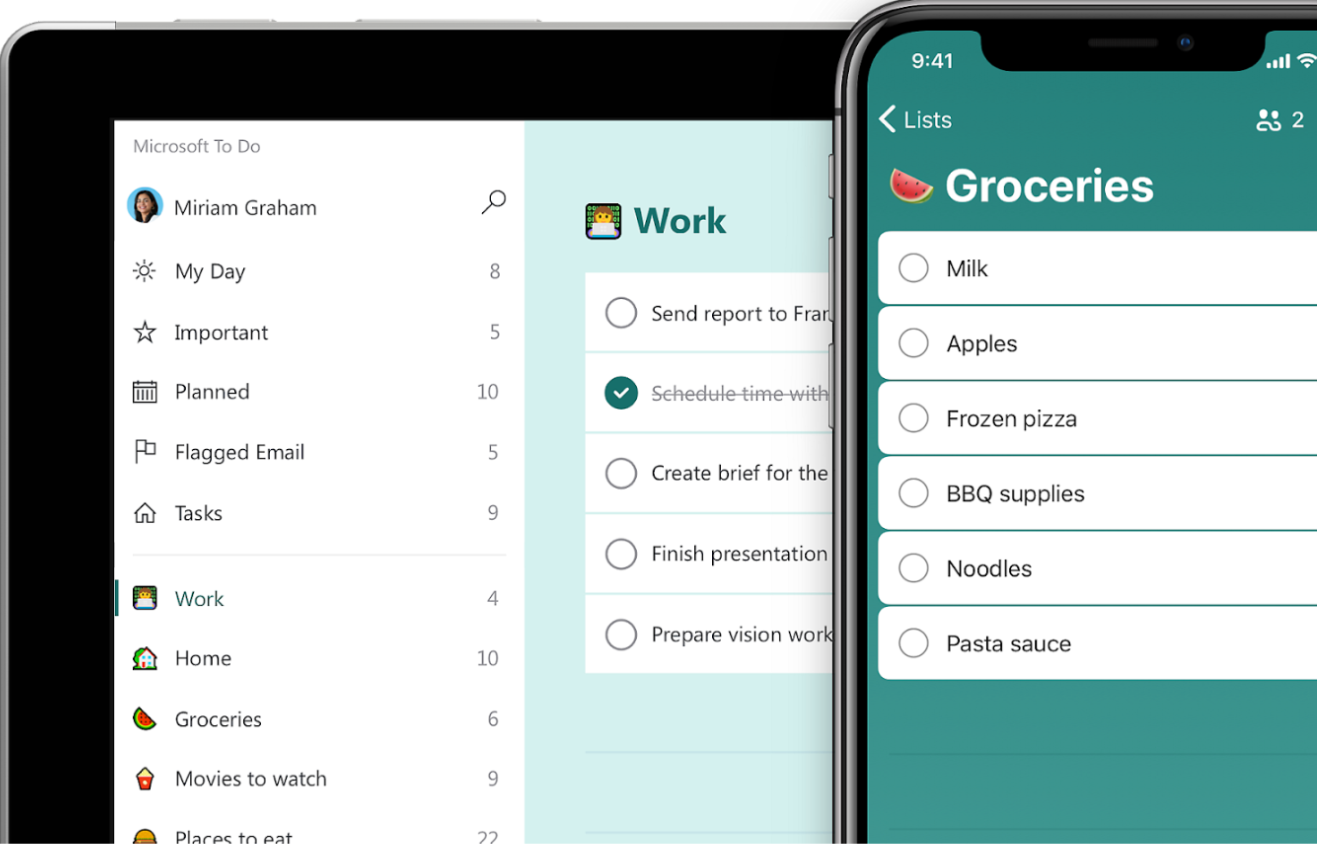 Microsoft To Do
Miriam Graham
My Day 8
Important 5
Planned 10
Flagged Email 5
Tasks 9
Work 4
Home 10
Groceries 6
Movies to watch 9
Places to eat 22
Work
Send report to
Schedule time with
Create brief for the
Finish presentation
Prepare vision
9:41
Lists 2
Groceries
Milk
Apples
Frozen pizza
BBQ supplies
Noodles
Pasta sauce